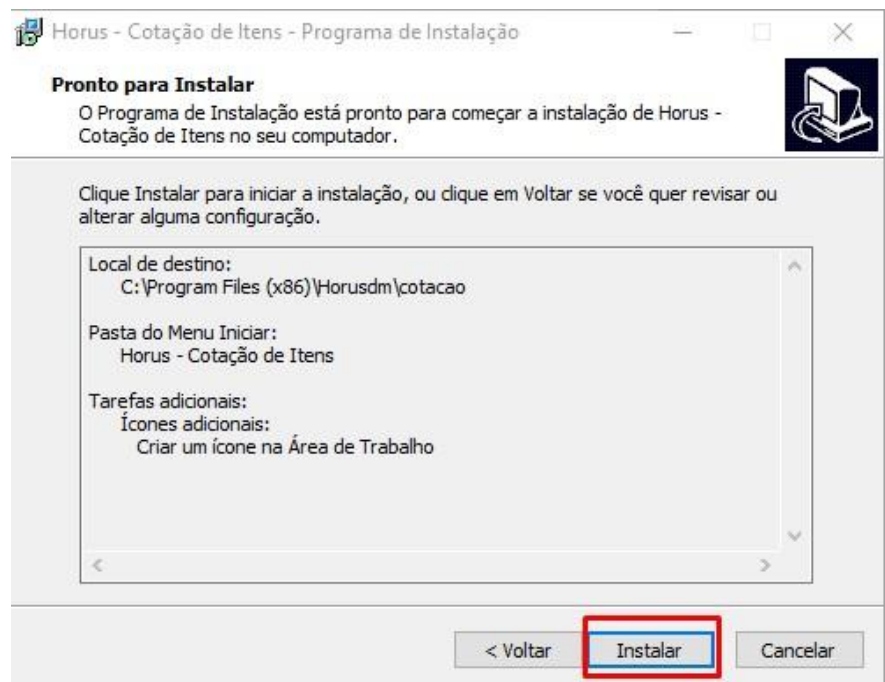 Horus - Cotação de Itens - Programa de Instalação
Pronto para Instalar
O Programa de Instalação está pronto para começar a instalação de Horus -
Cotação de Itens no seu computador.
Clique Instalar para iniciar a instalação, ou clique em Voltar se você quer revisar ou
alterar alguma configuração.
Local de destino:
C:\Program Files (x86)\Horusdm\cotacao
Pasta do Menu Iniciar:
Horus - Cotação de Itens
Tarefas adicionais:
Ícones adicionais:
Criar um ícone na Área de Trabalho
< Voltar
Instalar
Cancelar